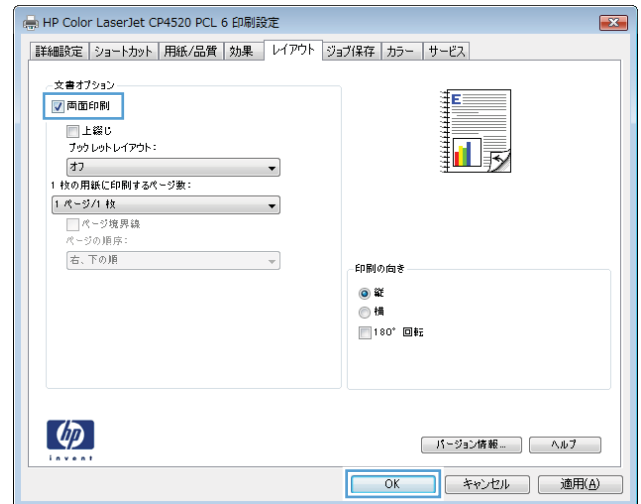 HP Color LaserJet CP4520 PCL 6 印刷設定
詳細設定 ショートカット 用紙/品質 効果 レイアウト ジョブ保存 カラー サービス
文書オプション
両面印刷
上綴じ
ブックレットレイアウト:
オフ
1 枚の用紙に印刷するページ数:
1 ページ/1 枚
ページ境界線
ページの順序:
右、下の順
E
印刷の向き
縦
横
180° 回転
hp
invent
バージョン情報...
ヘルプ
OK
キャンセル
適用(A)